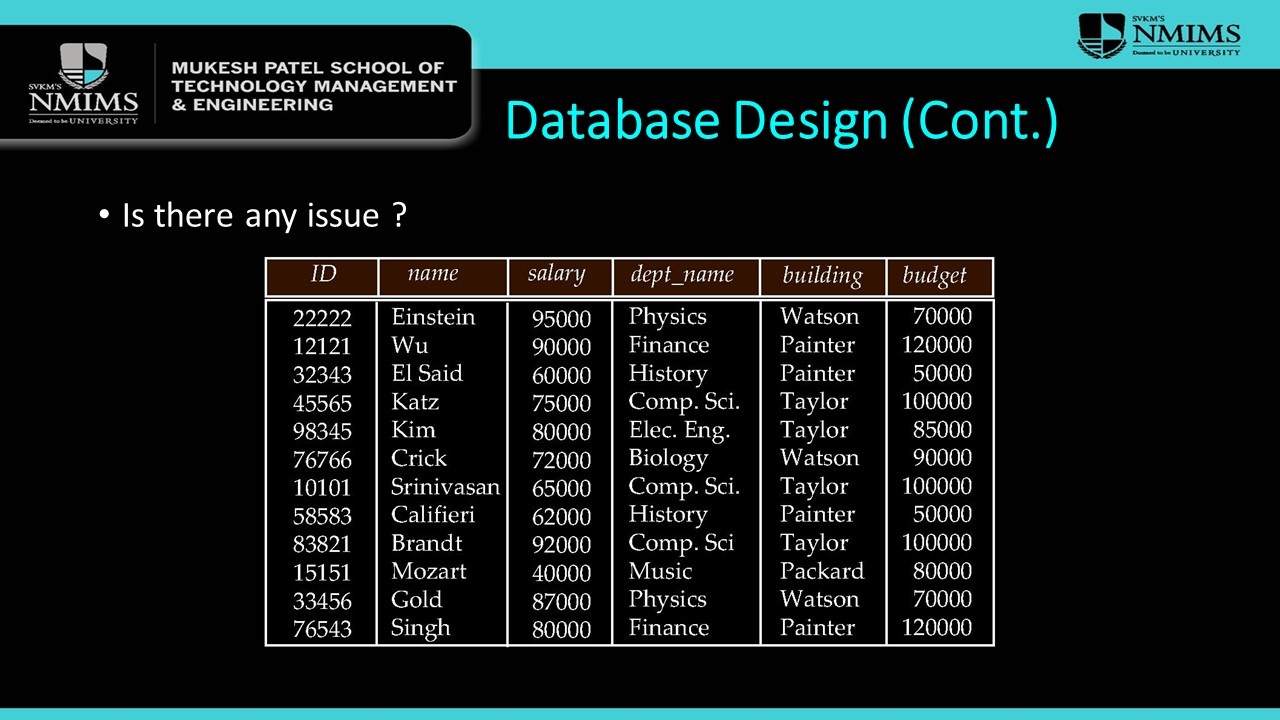 SVKM'S
NMIMS
Deemed to be UNIVERSITY
MUKESH PATEL SCHOOL OF
TECHNOLOGY MANAGEMENT
& ENGINEERING
SVKM'S
NMIMS
Deemed to be UNIVERSITY
Database Design (Cont.)
• Is there any issue ?
ID name salary dept_name building budget
22222 Einstein 95000 Physics Watson 70000
12121 Wu 90000 Finance Painter 120000
32343 El Said 60000 History Painter 50000
45565 Katz 75000 Comp. Sci. Taylor 100000
98345 Kim 80000 Elec. Eng. Taylor 85000
76766 Crick 72000 Biology Watson 90000
10101 Srinivasan 65000 Comp. Sci. Taylor 100000
58583 Califieri 62000 History Painter 50000
83821 Brandt 92000 Comp. Sci Taylor 100000
15151 Mozart 40000 Music Packard 80000
33456 Gold 87000 Physics Watson 70000
76543 Singh 80000 Finance Painter 120000